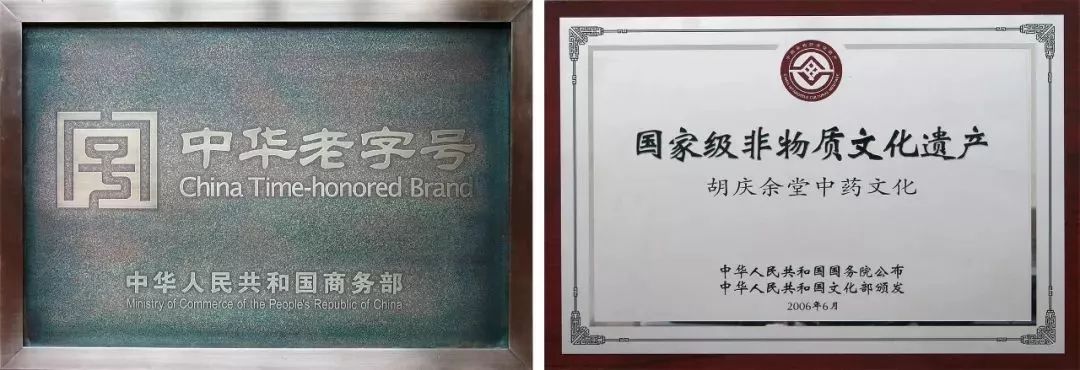 中华老字号
China Time-honored Brand
中华人民共和国商务部
Ministry of Commerce of the People's Republic of China
国家级非物质文化遗产
胡庆余堂中药文化
中华人民共和国国务院公布
中华人民共和国文化部颁发
2006年6月